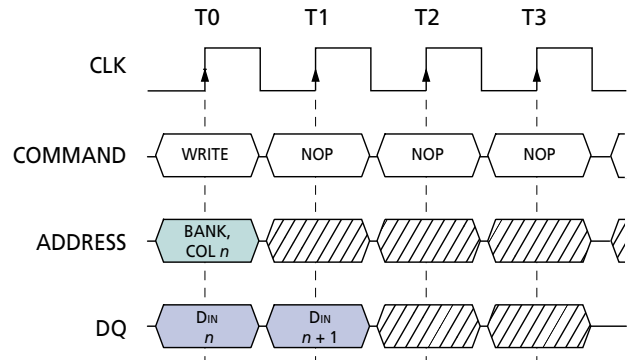 T0 T1 T2 T3
CLK
COMMAND WRITE NOP NOP NOP
ADDRESS BANK,
COL n
DQ DIN
n
DIN
n + 1